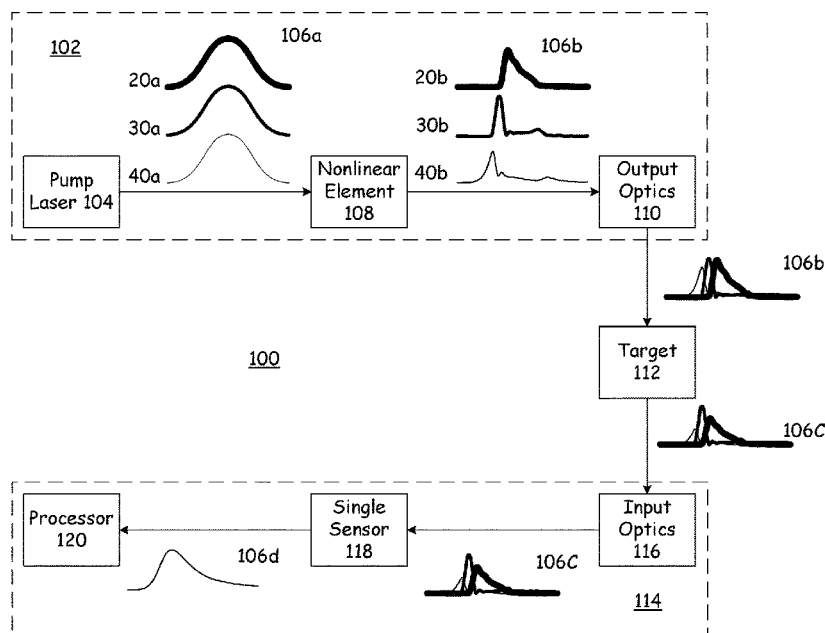 102
106a
106b
20a
20b
30a
30b
40a
40b
Pump
Laser 104
Nonlinear
Element
108
Output
Optics
110
106b
Target
112
100
106C
Processor
120
Single
Sensor
118
Input
Optics
116
106d
106C
114